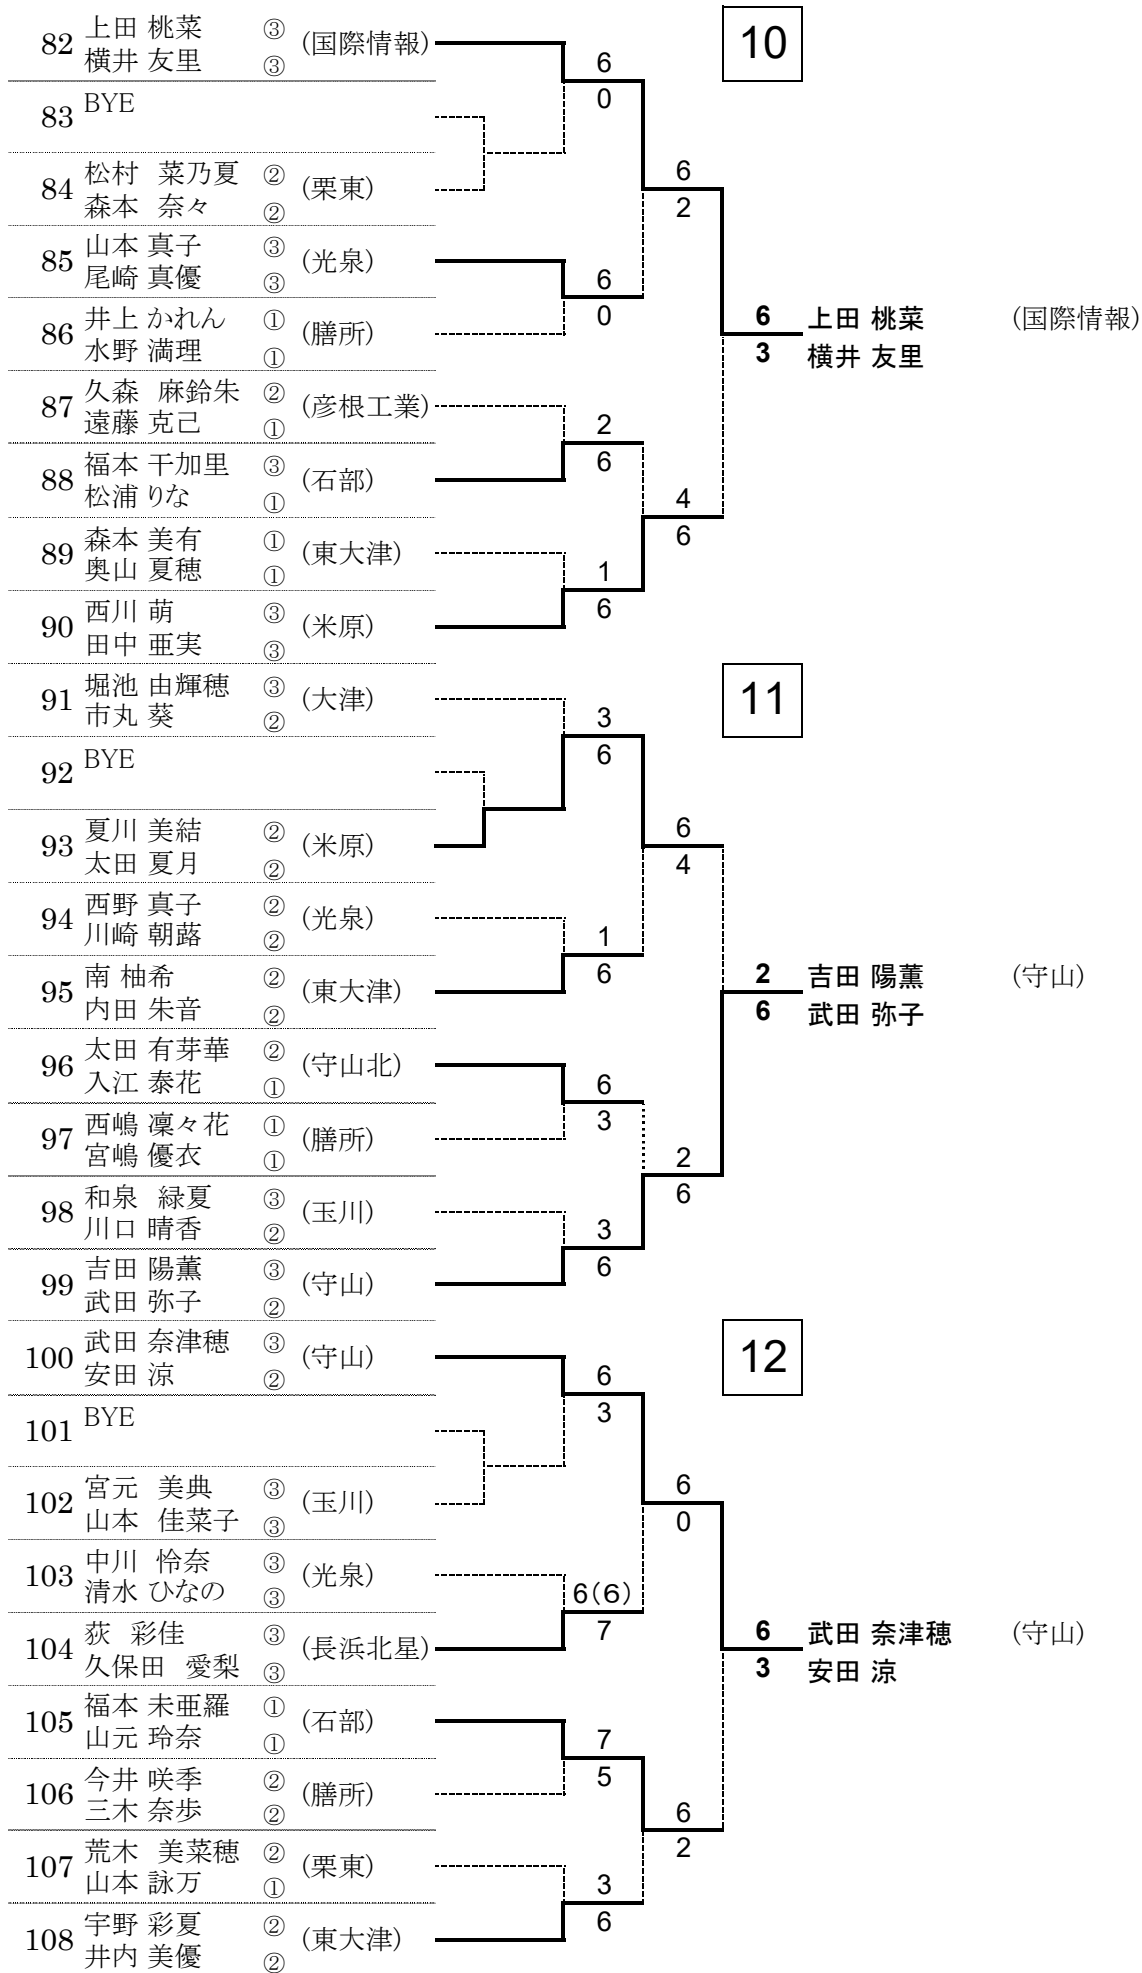 10
82 上田 桃菜 ③ (国際情報)
横井 友里 ③
6
0
83 BYE
84 松村 菜乃夏 ② (栗東)
森本 奈々 ②
6
2
85 山本 真子 ③ (光泉)
尾崎 真優 ③
6
0
86 井上 かれん ① (膳所)
水野 満理 ①
6 上田 桃菜 (国際情報)
3 横井 友里
87 久森 麻鈴朱 ② (彦根工業)
遠藤 克己 ①
2
6
88 福本 干加里 ③ (石部)
松浦 りな ①
4
6
89 森本 美有 ① (東大津)
奥山 夏穂 ①
1
6
90 西川 萌 ③ (米原)
田中 亜実 ③
11
91 堀池 由輝穂 ③ (大津)
市丸 葵 ②
3
6
92 BYE
93 夏川 美結 ② (米原)
太田 夏月 ②
6
4
94 西野 真子 ② (光泉)
川崎 朝蕗 ②
1
6
95 南 柚希 ② (東大津)
内田 朱音 ②
2 吉田 陽薫 (守山)
6 武田 弥子
96 太田 有芽華 ② (守山北)
入江 泰花 ①
6
3
97 西嶋 凜々花 ① (膳所)
宮嶋 優衣 ①
2
6
98 和泉 緑夏 ③ (玉川)
川口 晴香 ②
3
6
99 吉田 陽薫 ③ (守山)
武田 弥子 ②
12
100 武田 奈津穂 ③ (守山)
安田 涼 ②
6
3
101 BYE
102 宮元 美典 ③ (玉川)
山本 佳菜子 ③
6
0
103 中川 怜奈 ③ (光泉)
清水 ひなの ③
6(6)
7
104 荻 彩佳 ③ (長浜北星)
久保田 愛梨 ③
6 武田 奈津穂 (守山)
3 安田 涼
105 福本 未亜羅 ① (石部)
山元 玲奈 ①
7
5
106 今井 咲季 ② (膳所)
三木 奈歩 ②
6
2
107 荒木 美菜穂 ② (栗東)
山本 詠万 ①
3
6
108 宇野 彩夏 ② (東大津)
井内 美優 ②